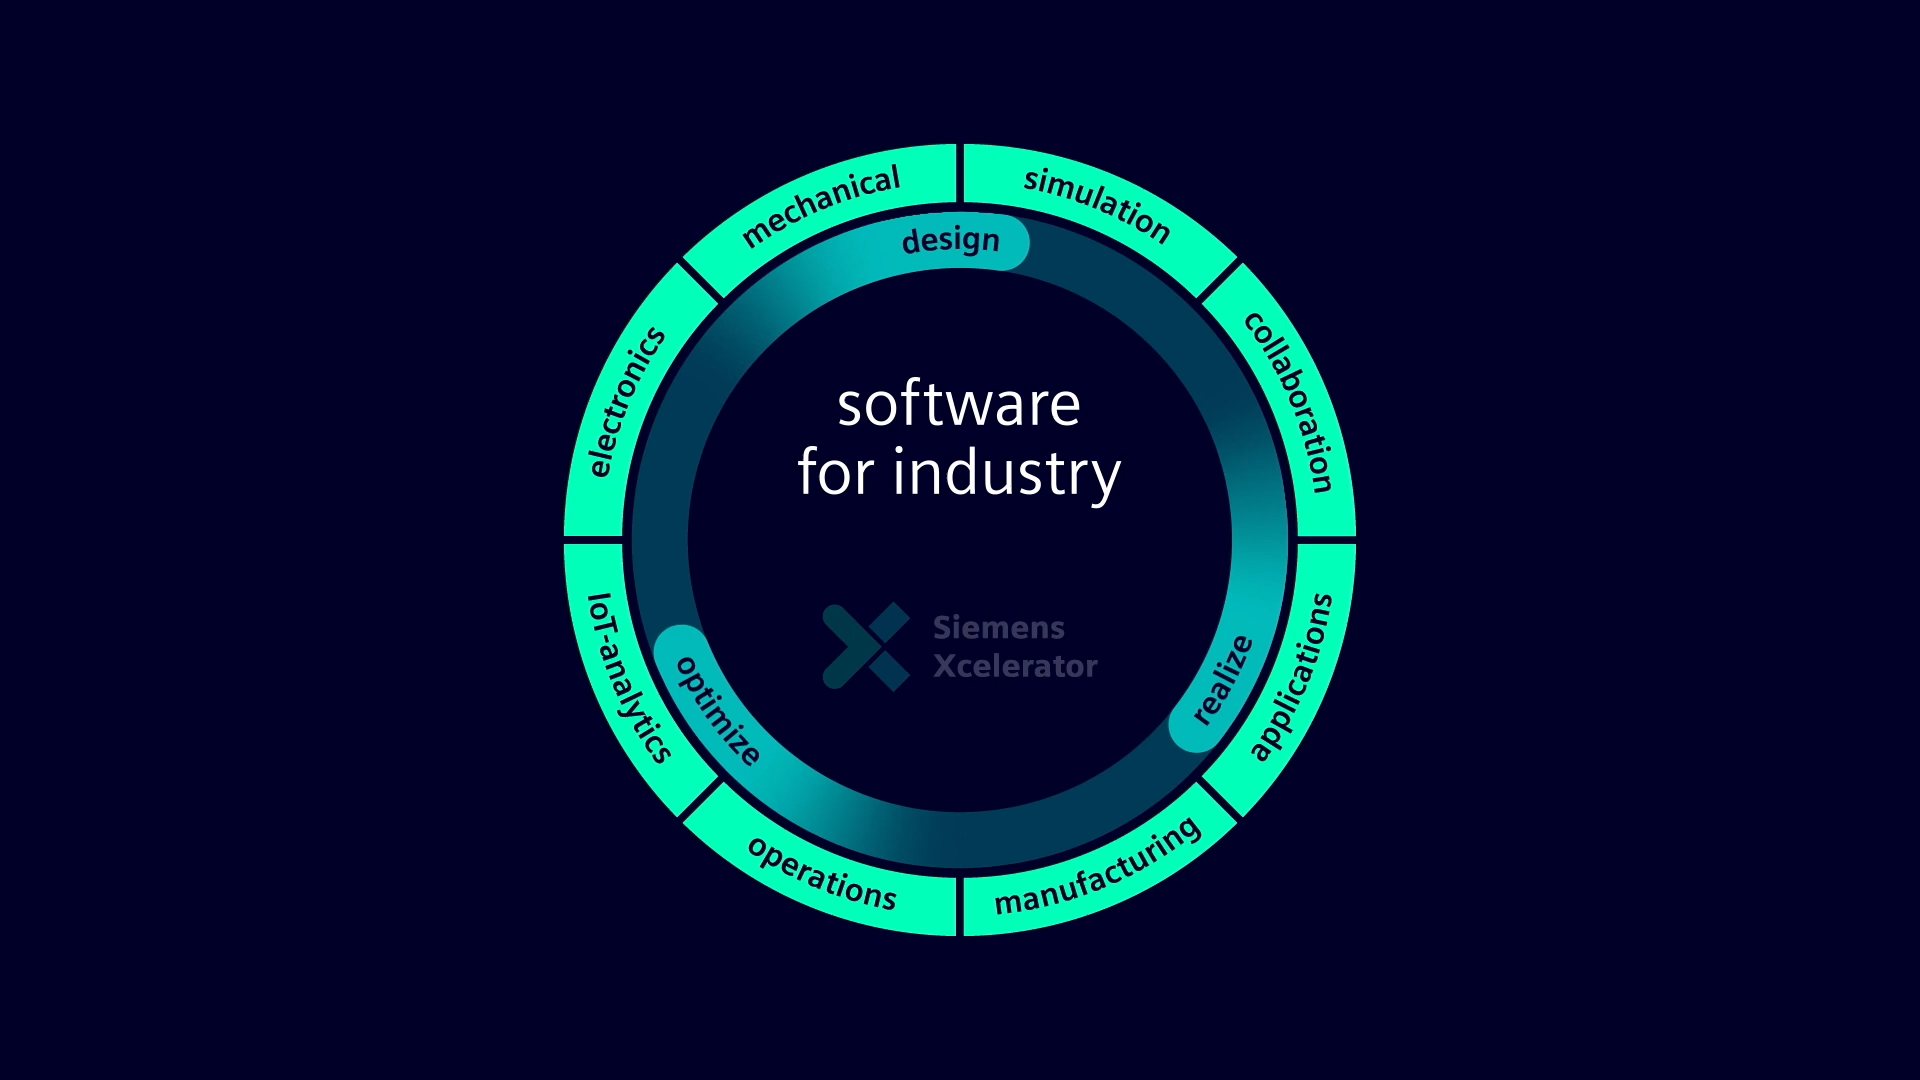 mechanical
simulation
design
electronics
collaboration
software
for industry
IoT-analytics
applications
Siemens
Xcelerator
optimize
realize
operations
manufacturing